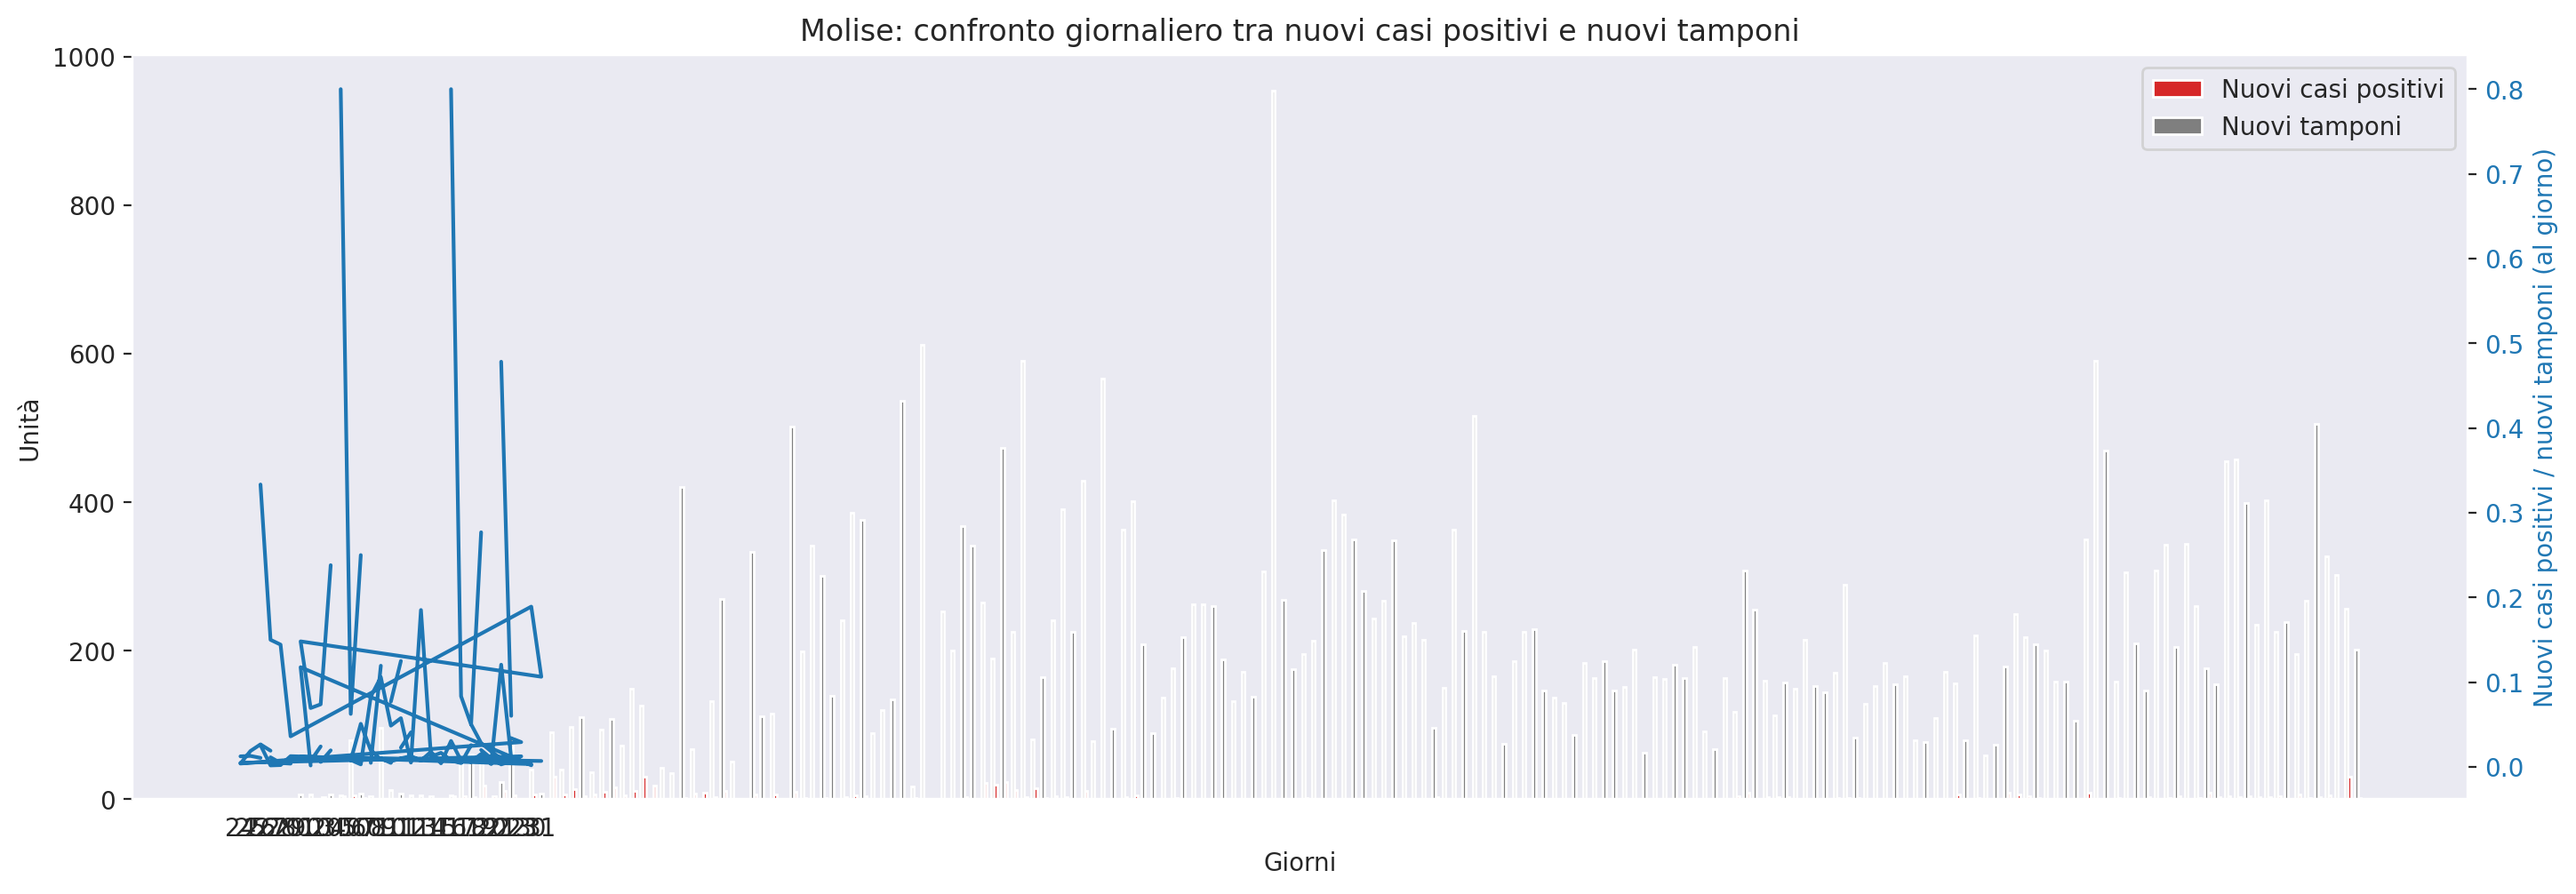 Molise: confronto giornaliero tra nuovi casi positivi e nuovi tamponi
1000
800
600
400
200
0
Unità
Nuovi casi positivi
Nuovi tamponi
0.8
0.7
0.6
0.5
0.4
0.3
0.2
0.1
0.0
Nuovi casi positivi / nuovi tamponi (al giorno)
Giorni